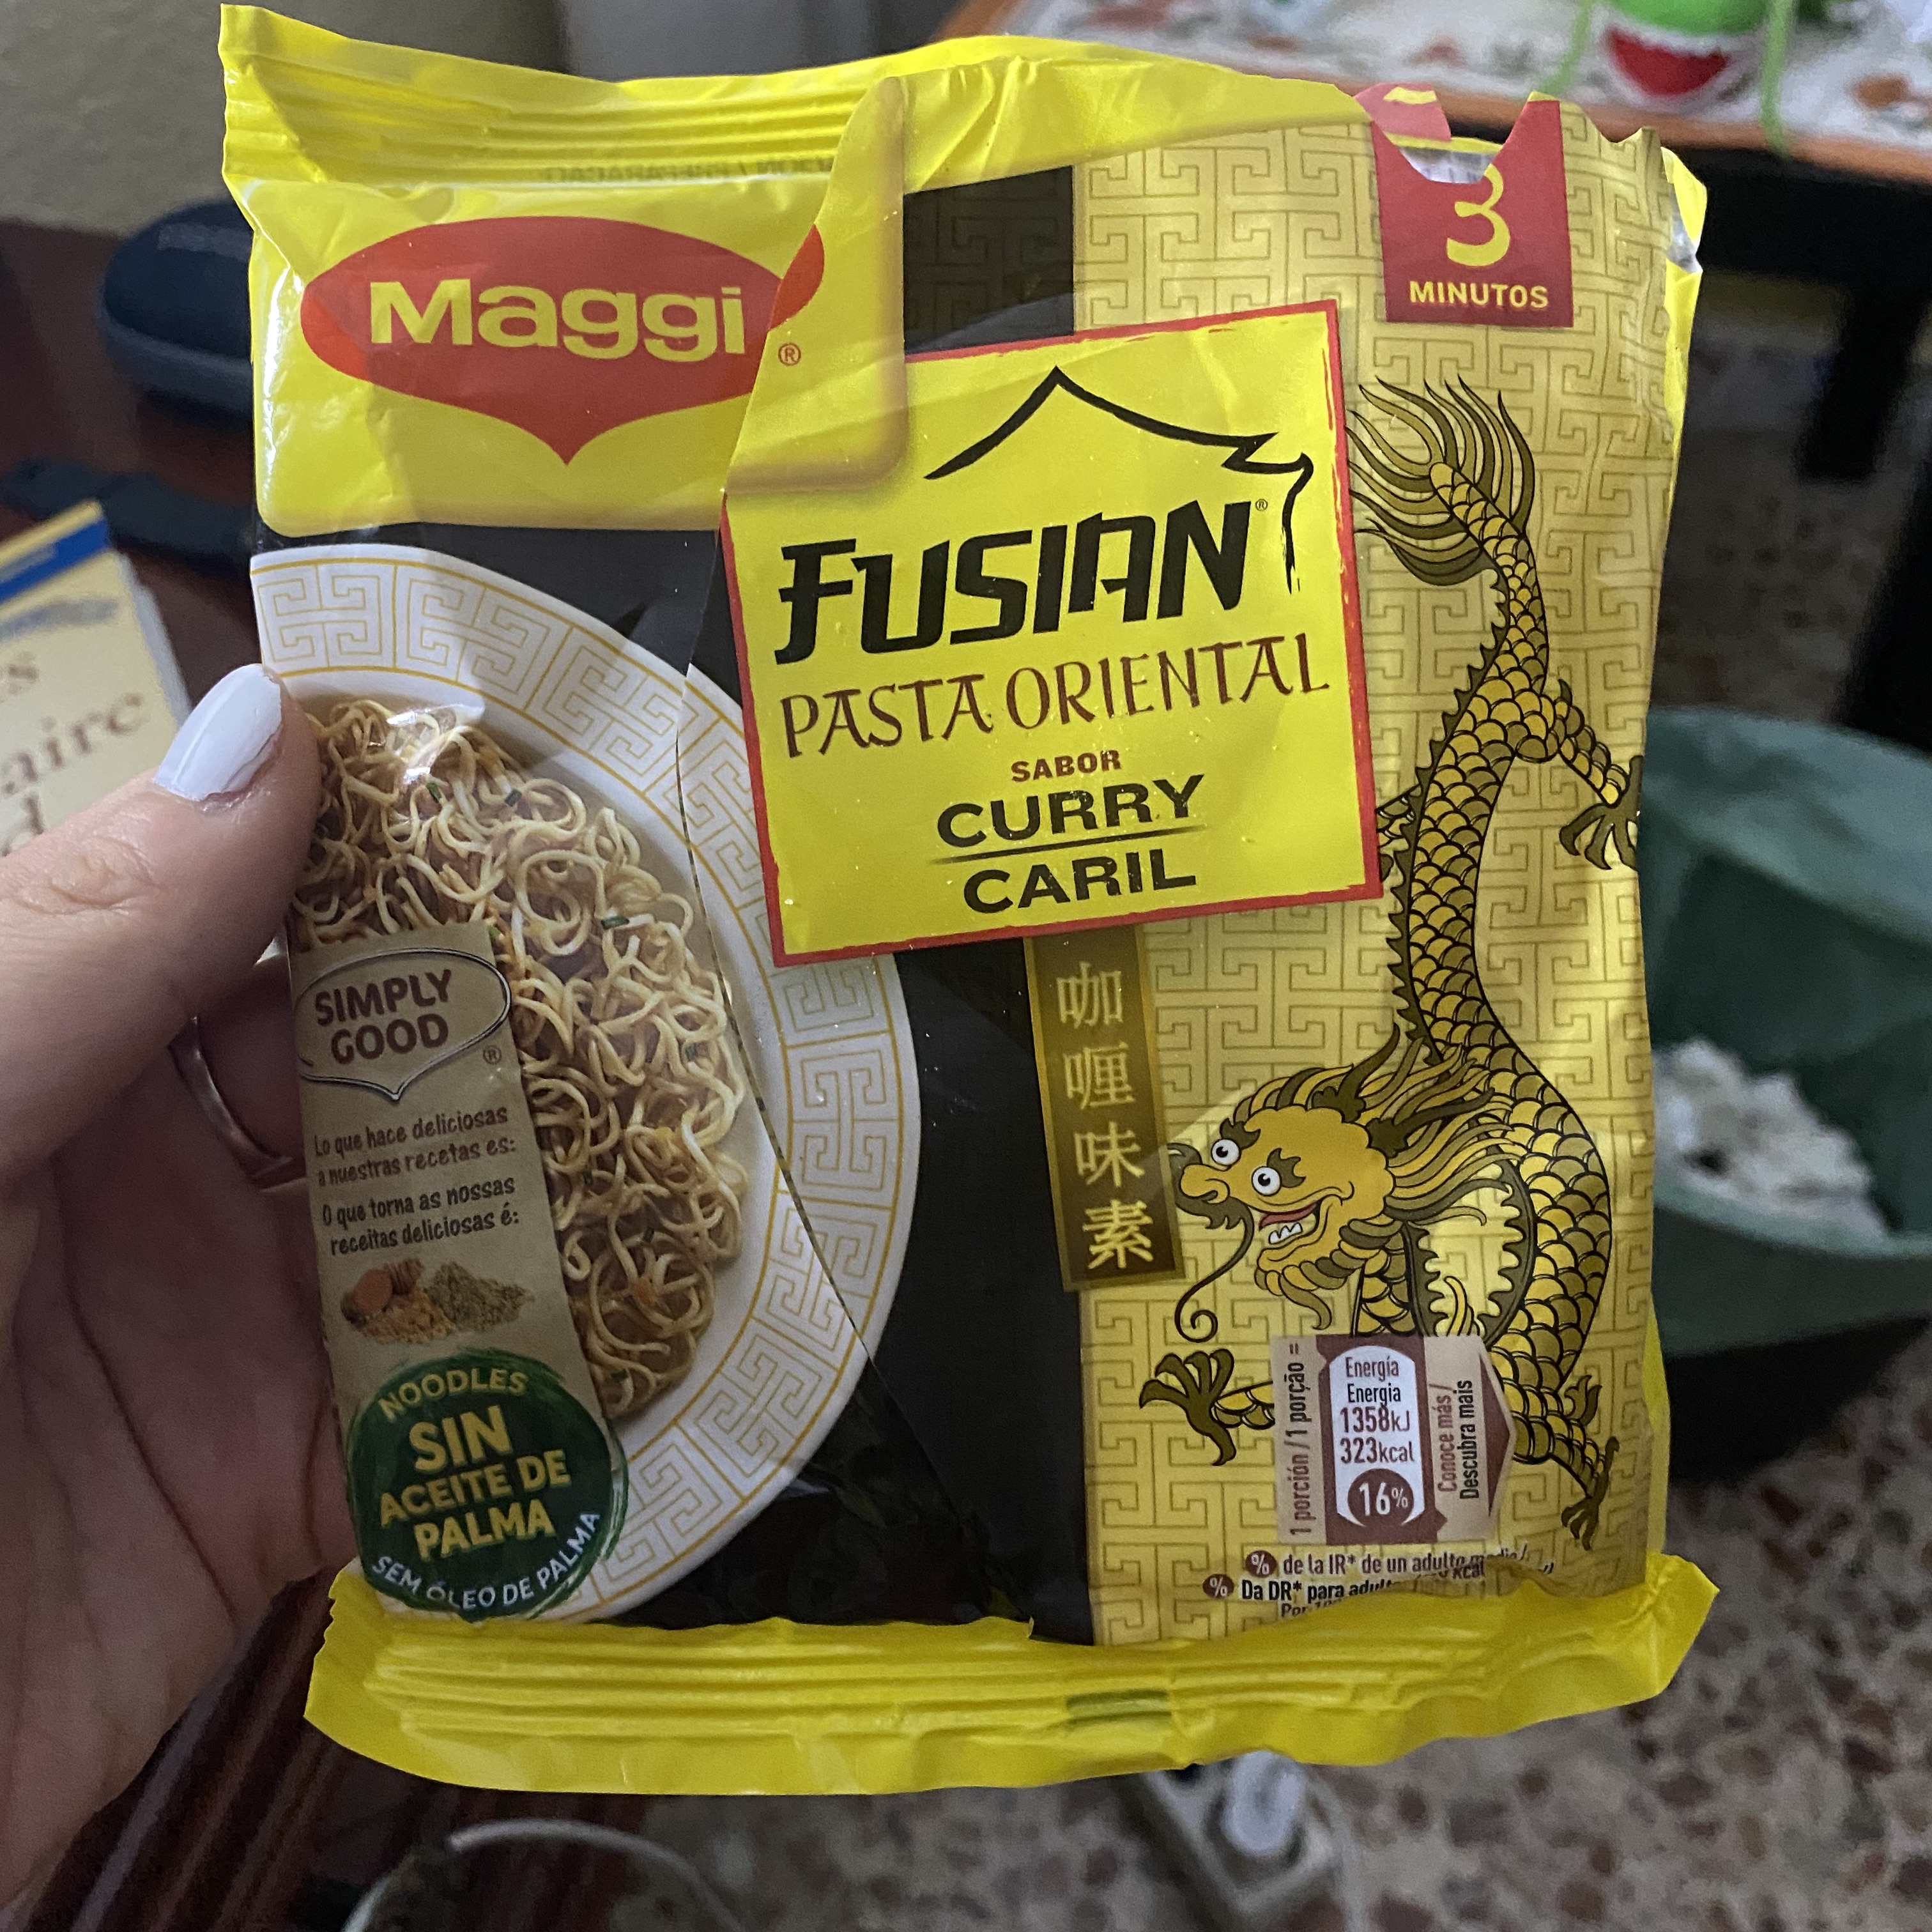 Maggi®
3
MINUTOS
FUSIAN®
PASTA ORIENTAL
SABOR
CURRY
CARIL
咖
喱
味
素
SIMPLY
GOOD
®
Lo que hace deliciosas
a nuestras recetas es:
O que torna as nossas
receitas deliciosas é:
NOODLES
SIN
ACEITE DE
PALMA
SEM ÓLEO DE PALMA
1 porción / 1 porção =
Energía
Energia
1358kJ
323kcal
16%
Conoce más /
Descubra mais
% de la IR* de un adulto
% Da DR* para
Por
aire